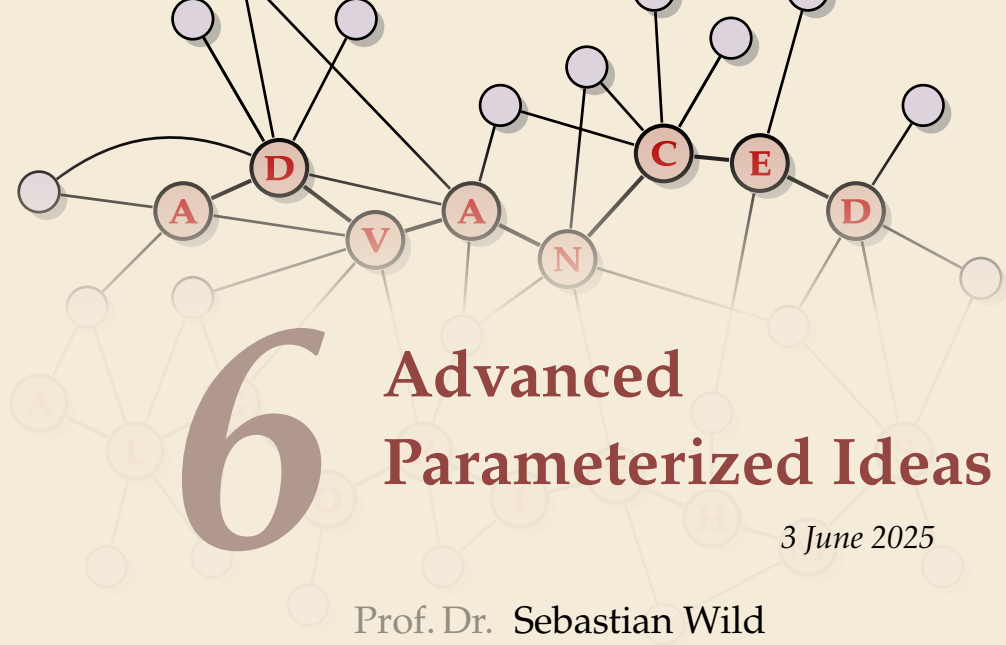 A D V A N C E D
6
Advanced
Parameterized Ideas
3 June 2025
Prof. Dr. Sebastian Wild